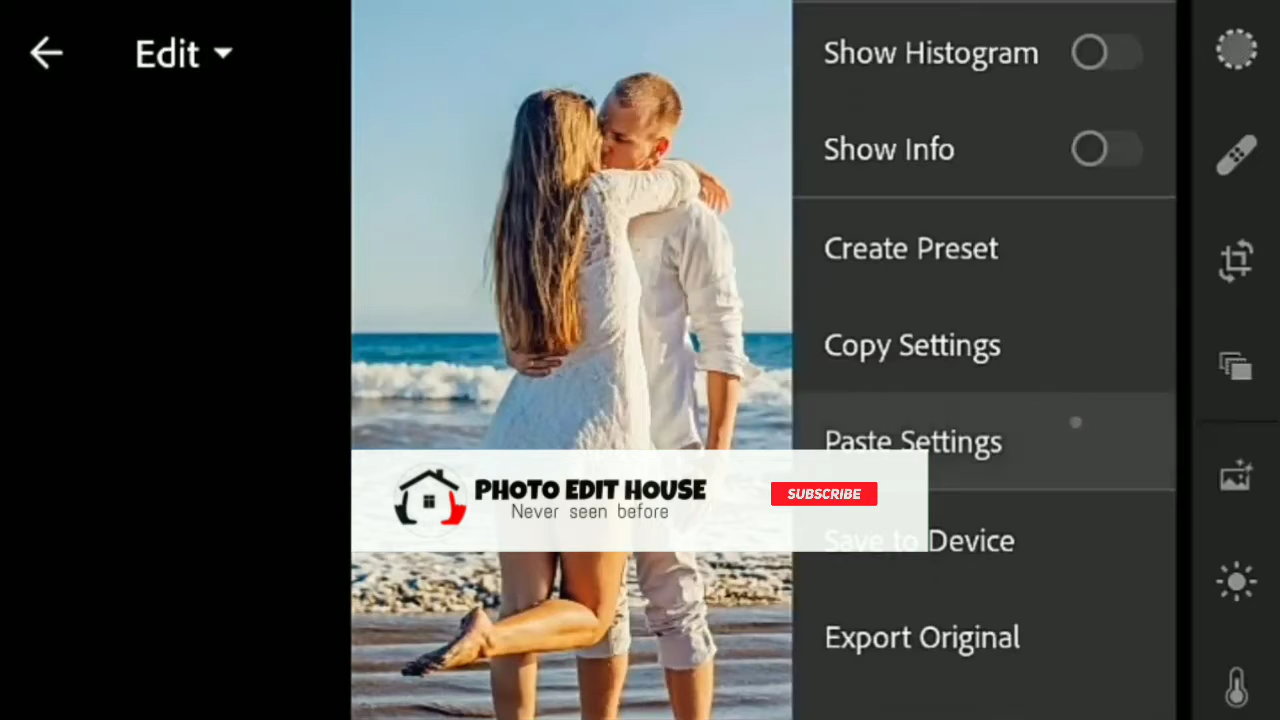 Edit
Show Histogram
Show Info
Create Preset
Copy Settings
Paste Settings
PHOTO EDIT HOUSE
Never seen before
SUBSCRIBE
Save to Device
Export Original